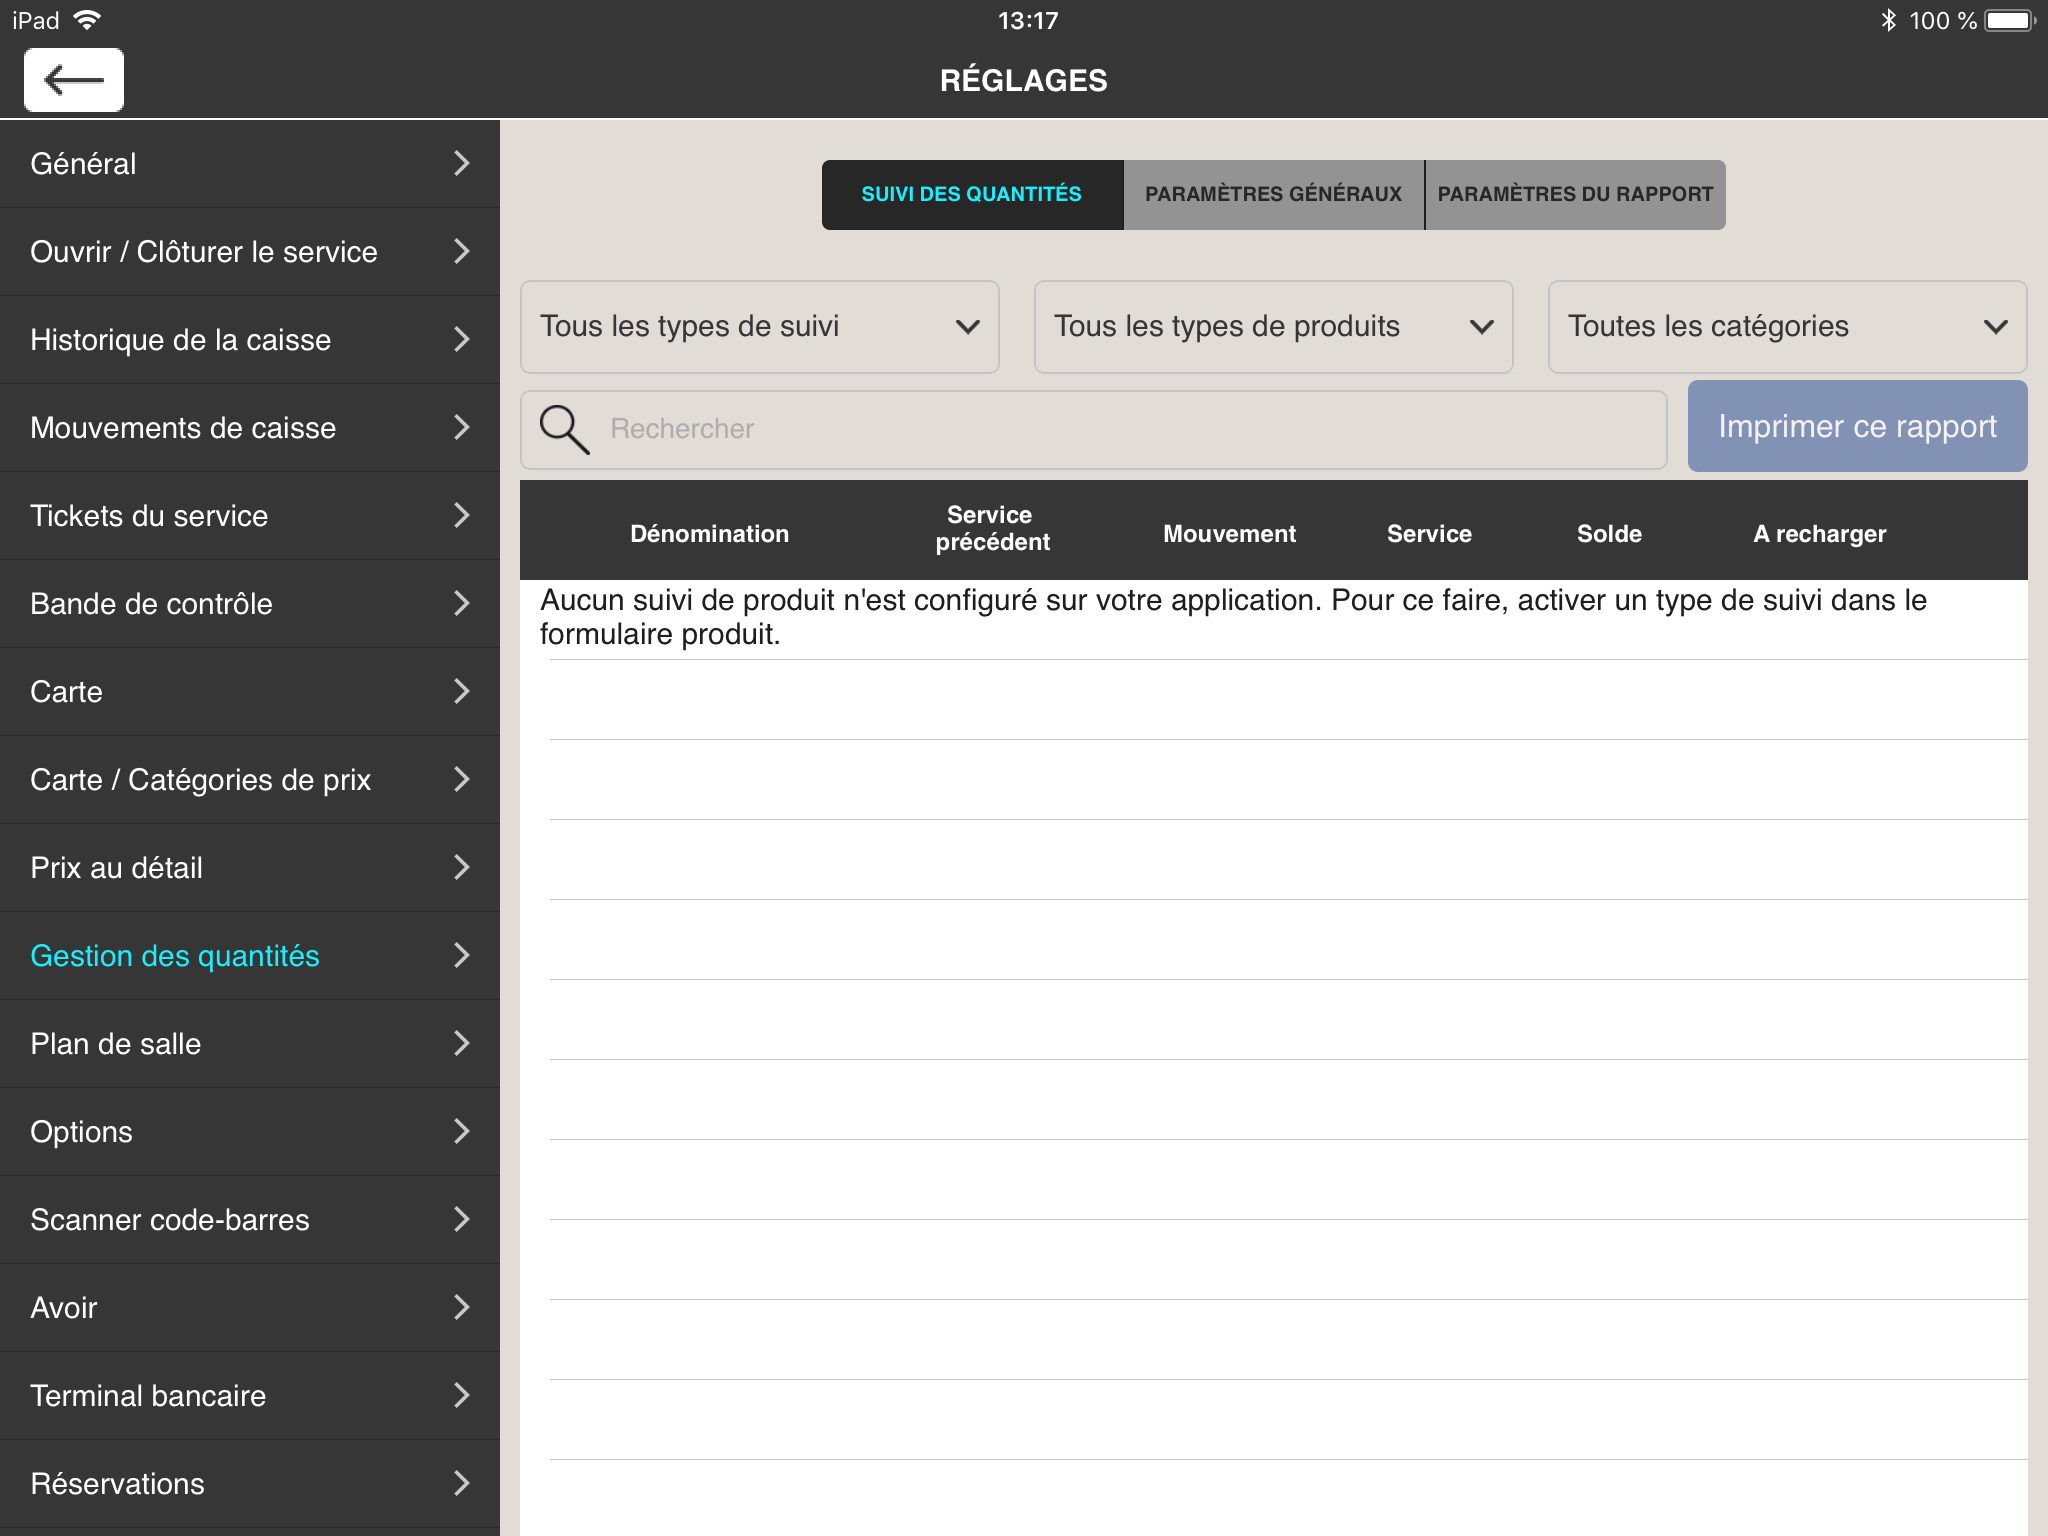 iPad
13:17
100 %
RÉGLAGES
Général
Ouvrir / Clôturer le service
Historique de la caisse
Mouvements de caisse
Tickets du service
Bande de contrôle
Carte
Carte / Catégories de prix
Prix au détail
Gestion des quantités
Plan de salle
Options
Scanner code-barres
Avoir
Terminal bancaire
Réservations
SUIVI DES QUANTITÉS
PARAMÈTRES GÉNÉRAUX
PARAMÈTRES DU RAPPORT
Tous les types de suivi
Tous les types de produits
Toutes les catégories
Rechercher
Imprimer ce rapport
Dénomination
Service
précédent
Mouvement
Service
Solde
A recharger
Aucun suivi de produit n'est configuré sur votre application. Pour ce faire, activer un type de suivi dans le
formulaire produit.